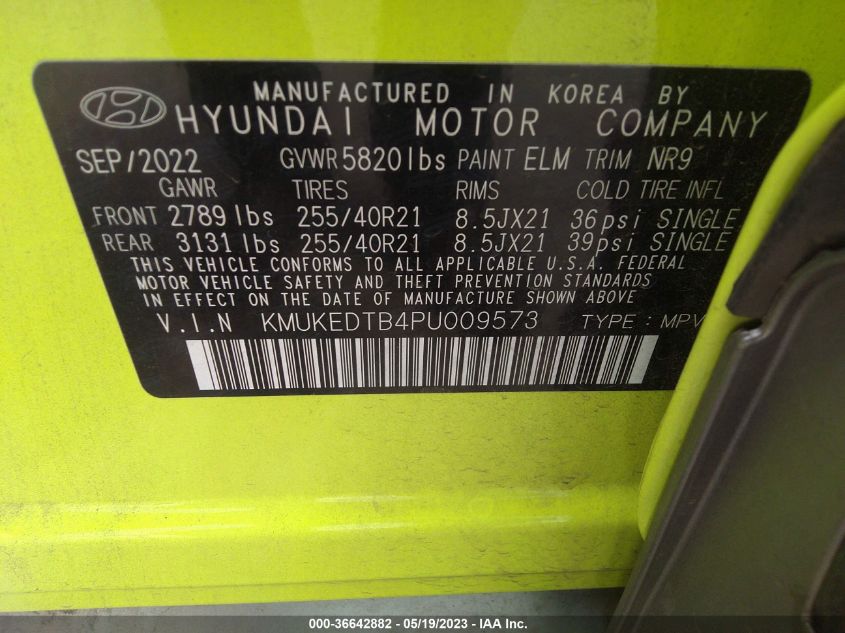 MANUFACTURED IN KOREA BY
HYUNDAI MOTOR COMPANY
SEP/2022 GVWR 5820lbs PAINT ELM TRIM NR9
GAWR TIRES RIMS COLD TIRE INFL
FRONT 2789 lbs 255/40R21 8.5JX21 36psi SINGLE
REAR 3131 lbs 255/40R21 8.5JX21 39psi SINGLE
THIS VEHICLE CONFORMS TO ALL APPLICABLE U.S.A. FEDERAL
MOTOR VEHICLE SAFETY AND THEFT PREVENTION STANDARDS
IN EFFECT ON THE DATE OF MANUFACTURE SHOWN ABOVE
V.I.N KMUKEDTB4PU009573 TYPE : MPV
000-36642882 - 05/19/2023 - IAA Inc.